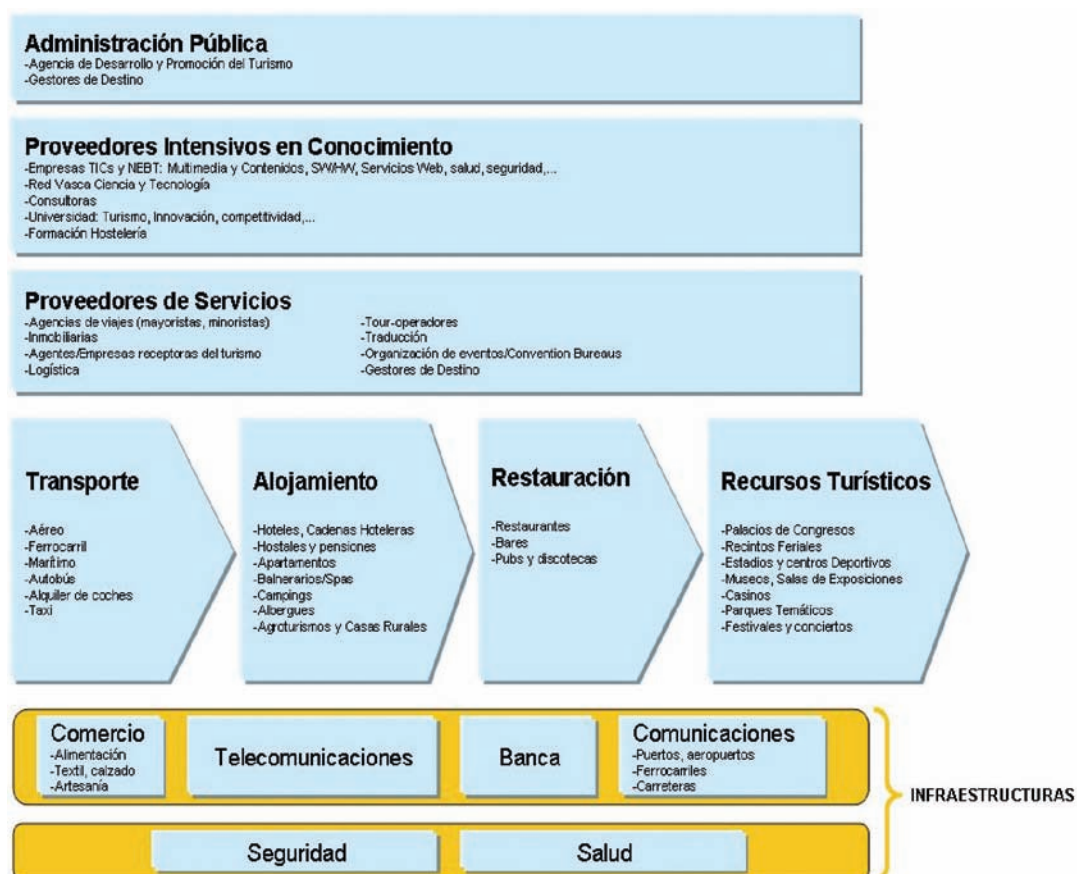 Administración Pública
-Agencia de Desarrollo y Promoción del Turismo
-Gestores de Destino
Proveedores Intensivos en Conocimiento
-Empresas TICs y NEBT: Multimedia y Contenidos, SW/HW, Servicios Web, salud, seguridad,...
-Red Vasca Ciencia y Tecnología
-Consultoras
-Universidad: Turismo, Innovación, competitividad,...
-Formación Hostelería
Proveedores de Servicios
-Agencias de viajes (mayoristas, minoristas)
-Inmobiliarias
-Agentes/Empresas receptoras del turismo
-Logística
-Tour-operadores
-Traducción
-Organización de eventos/Convention Bureaus
-Gestores de Destino
Transporte
-Aéreo
-Ferrocarril
-Marítimo
-Autobús
-Alquiler de coches
-Taxi
Alojamiento
-Hoteles, Cadenas Hoteleras
-Hostales y pensiones
-Apartamentos
-Balnerarios/Spas
-Campings
-Albergues
-Agroturismos y Casas Rurales
Restauración
-Restaurantes
-Bares
-Pubs y discotecas
Recursos Turísticos
-Palacios de Congresos
-Recintos Feriales
-Estadios y centros Deportivos
-Museos, Salas de Exposiciones
-Casinos
-Parques Temáticos
-Festivales y conciertos
Comercio
-Alimentación
-Textil, calzado
-Artesanía
Telecomunicaciones
Banca
Comunicaciones
-Puertos, aeropuertos
-Ferrocarriles
-Carreteras
INFRAESTRUCTURAS
Seguridad
Salud